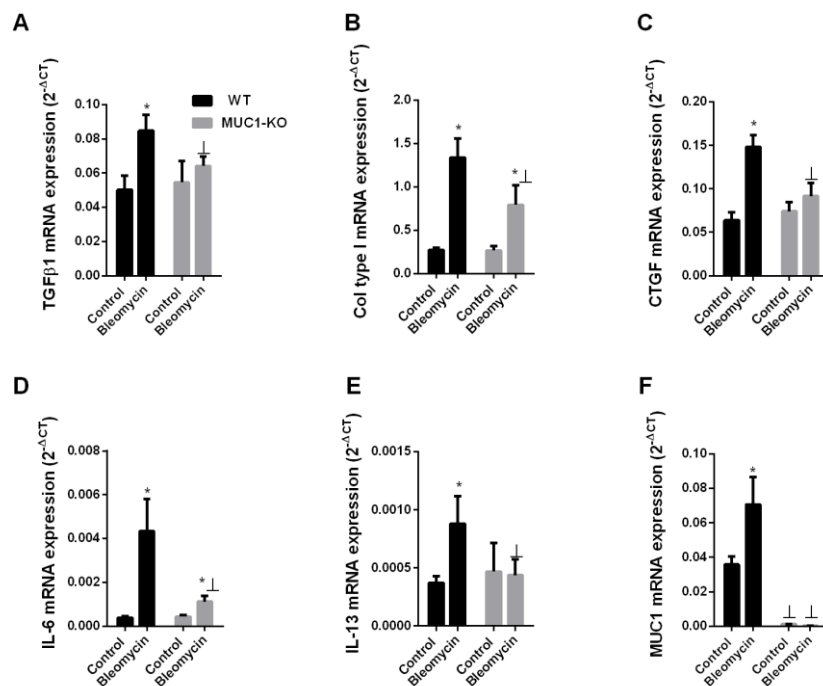 A
TGFβ1 mRNA expression (2^-ΔCT)
0.10
0.08
0.06
0.04
0.02
0.00
*
⊥
Control
Bleomycin
Control
Bleomycin
WT
MUC1-KO
B
Col type I mRNA expression (2^-ΔCT)
2.0
1.5
1.0
0.5
0.0
*
*⊥
Control
Bleomycin
Control
Bleomycin
C
CTGF mRNA expression (2^-ΔCT)
0.20
0.15
0.10
0.05
0.00
*
⊥
Control
Bleomycin
Control
Bleomycin
D
IL-6 mRNA expression (2^-ΔCT)
0.008
0.006
0.004
0.002
0.000
*
*⊥
Control
Bleomycin
Control
Bleomycin
E
IL-13 mRNA expression (2^-ΔCT)
0.0015
0.0010
0.0005
0.0000
*
⊥
Control
Bleomycin
Control
Bleomycin
F
MUC1 mRNA expression (2^-ΔCT)
0.10
0.08
0.06
0.04
0.02
0.00
*
⊥ ⊥
Control
Bleomycin
Control
Bleomycin